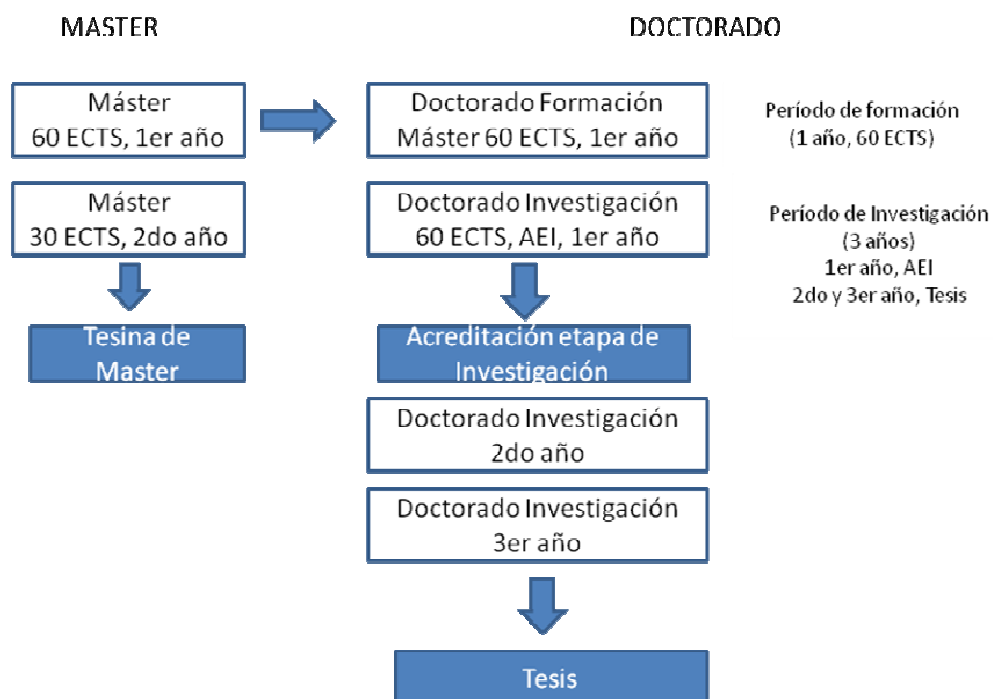 MASTER
DOCTORADO
Máster
60 ECTS, 1er año
Doctorado Formación
Máster 60 ECTS, 1er año
Período de formación
(1 año, 60 ECTS)
Máster
30 ECTS, 2do año
Doctorado Investigación
60 ECTS, AEI, 1er año
Período de Investigación
(3 años)
1er año, AEI
2do y 3er año, Tesis
Tesina de
Master
Acreditación etapa de
Investigación
Doctorado Investigación
2do año
Doctorado Investigación
3er año
Tesis